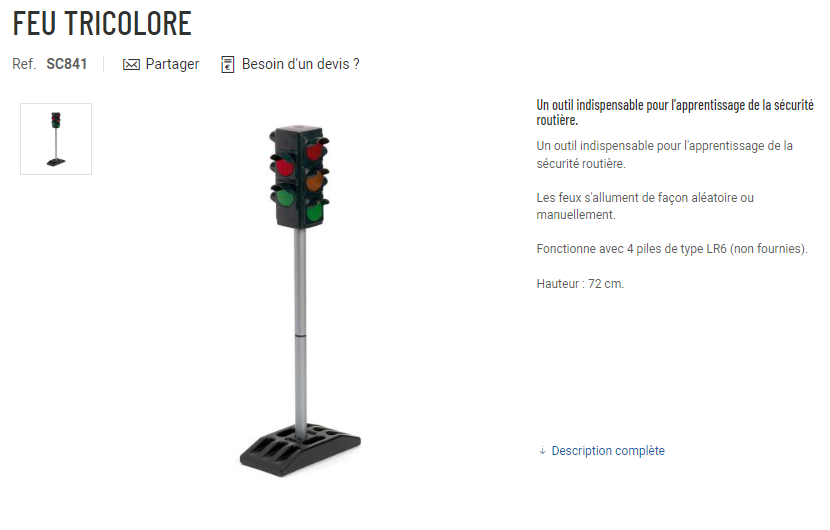 FEU TRICOLORE
Ref. SC841
Partager
Besoin d'un devis ?
Un outil indispensable pour l'apprentissage de la sécurité
routière.
Un outil indispensable pour l'apprentissage de la
sécurité routière.
Les feux s'allument de façon aléatoire ou
manuellement.
Fonctionne avec 4 piles de type LR6 (non fournies).
Hauteur : 72 cm.
↓ Description complète